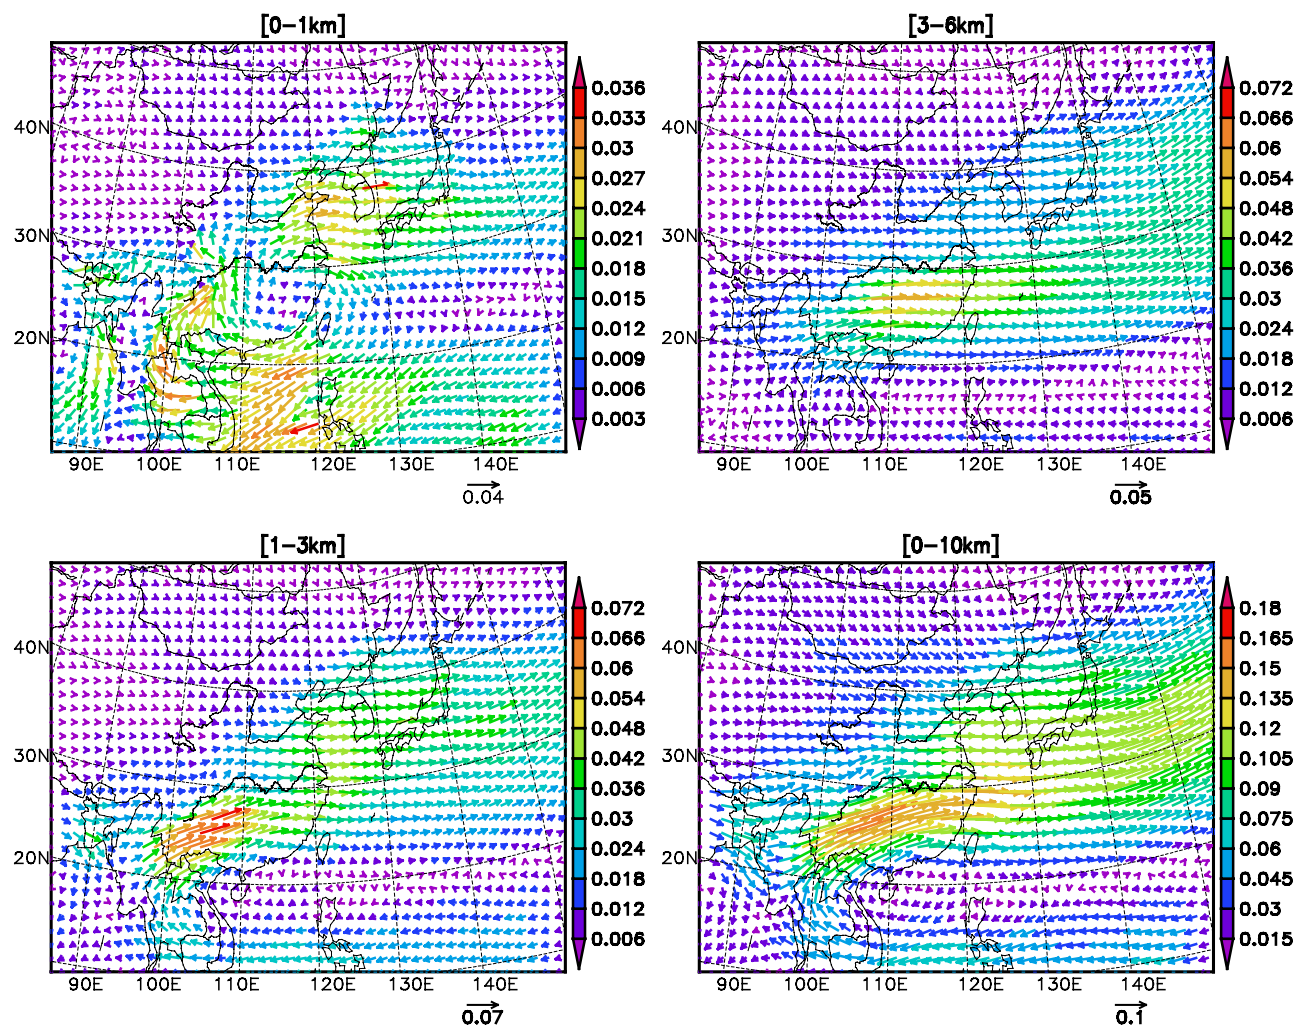 [0-1km]
40N
30N
20N
90E 100E 110E 120E 130E 140E
0.036
0.033
0.03
0.027
0.024
0.021
0.018
0.015
0.012
0.009
0.006
0.003
0.04
[3-6km]
40N
30N
20N
90E 100E 110E 120E 130E 140E
0.072
0.066
0.06
0.054
0.048
0.042
0.036
0.03
0.024
0.018
0.012
0.006
0.05
[1-3km]
40N
30N
20N
90E 100E 110E 120E 130E 140E
0.072
0.066
0.06
0.054
0.048
0.042
0.036
0.03
0.024
0.018
0.012
0.006
0.07
[0-10km]
40N
30N
20N
90E 100E 110E 120E 130E 140E
0.18
0.165
0.15
0.135
0.12
0.105
0.09
0.075
0.06
0.045
0.03
0.015
0.1